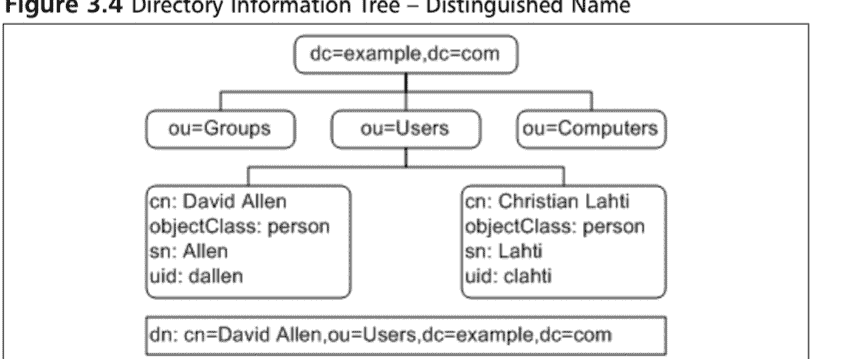 Figure 3.4 Directory Information Tree – Distinguished Name
dc=example,dc=com
ou=Groups
ou=Users
ou=Computers
cn: David Allen
objectClass: person
sn: Allen
uid: dallen
cn: Christian Lahti
objectClass: person
sn: Lahti
uid: clahti
dn: cn=David Allen,ou=Users,dc=example,dc=com